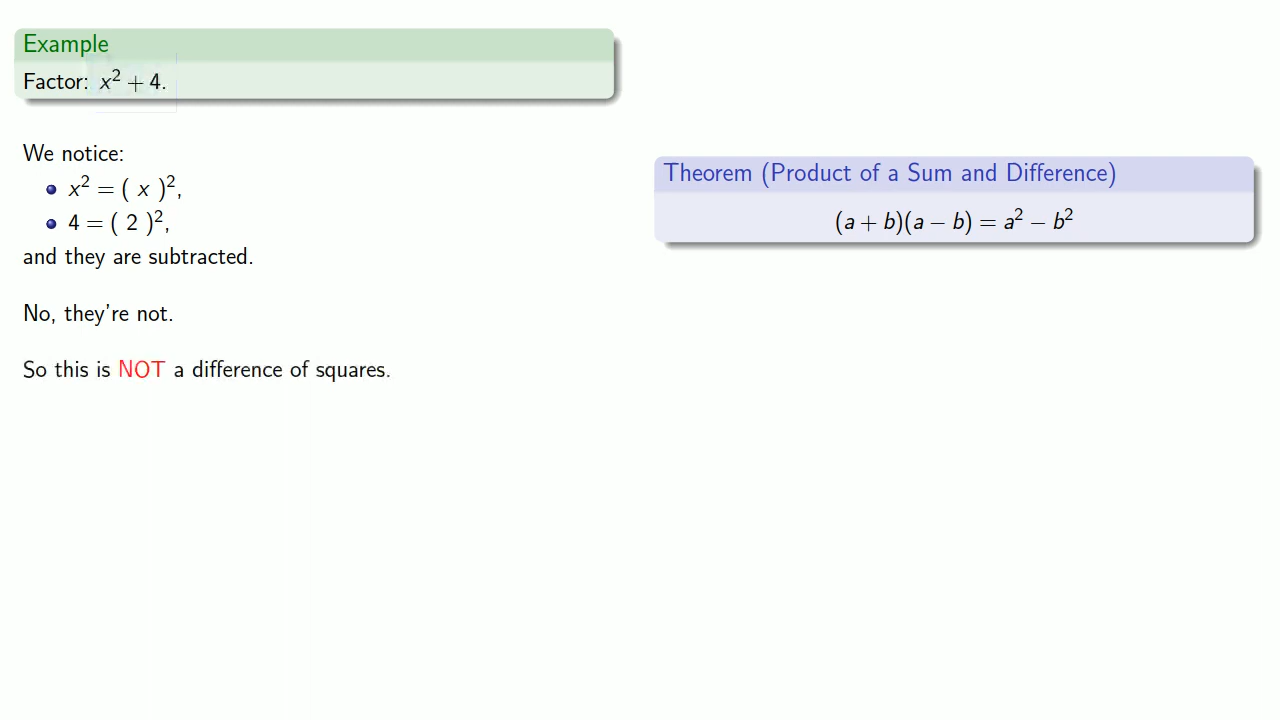 Example
Factor: x² + 4.
We notice:
• x² = ( x )²,
• 4 = ( 2 )²,
and they are subtracted.
No, they're not.
So this is NOT a difference of squares.
Theorem (Product of a Sum and Difference)
(a + b)(a − b) = a² − b²